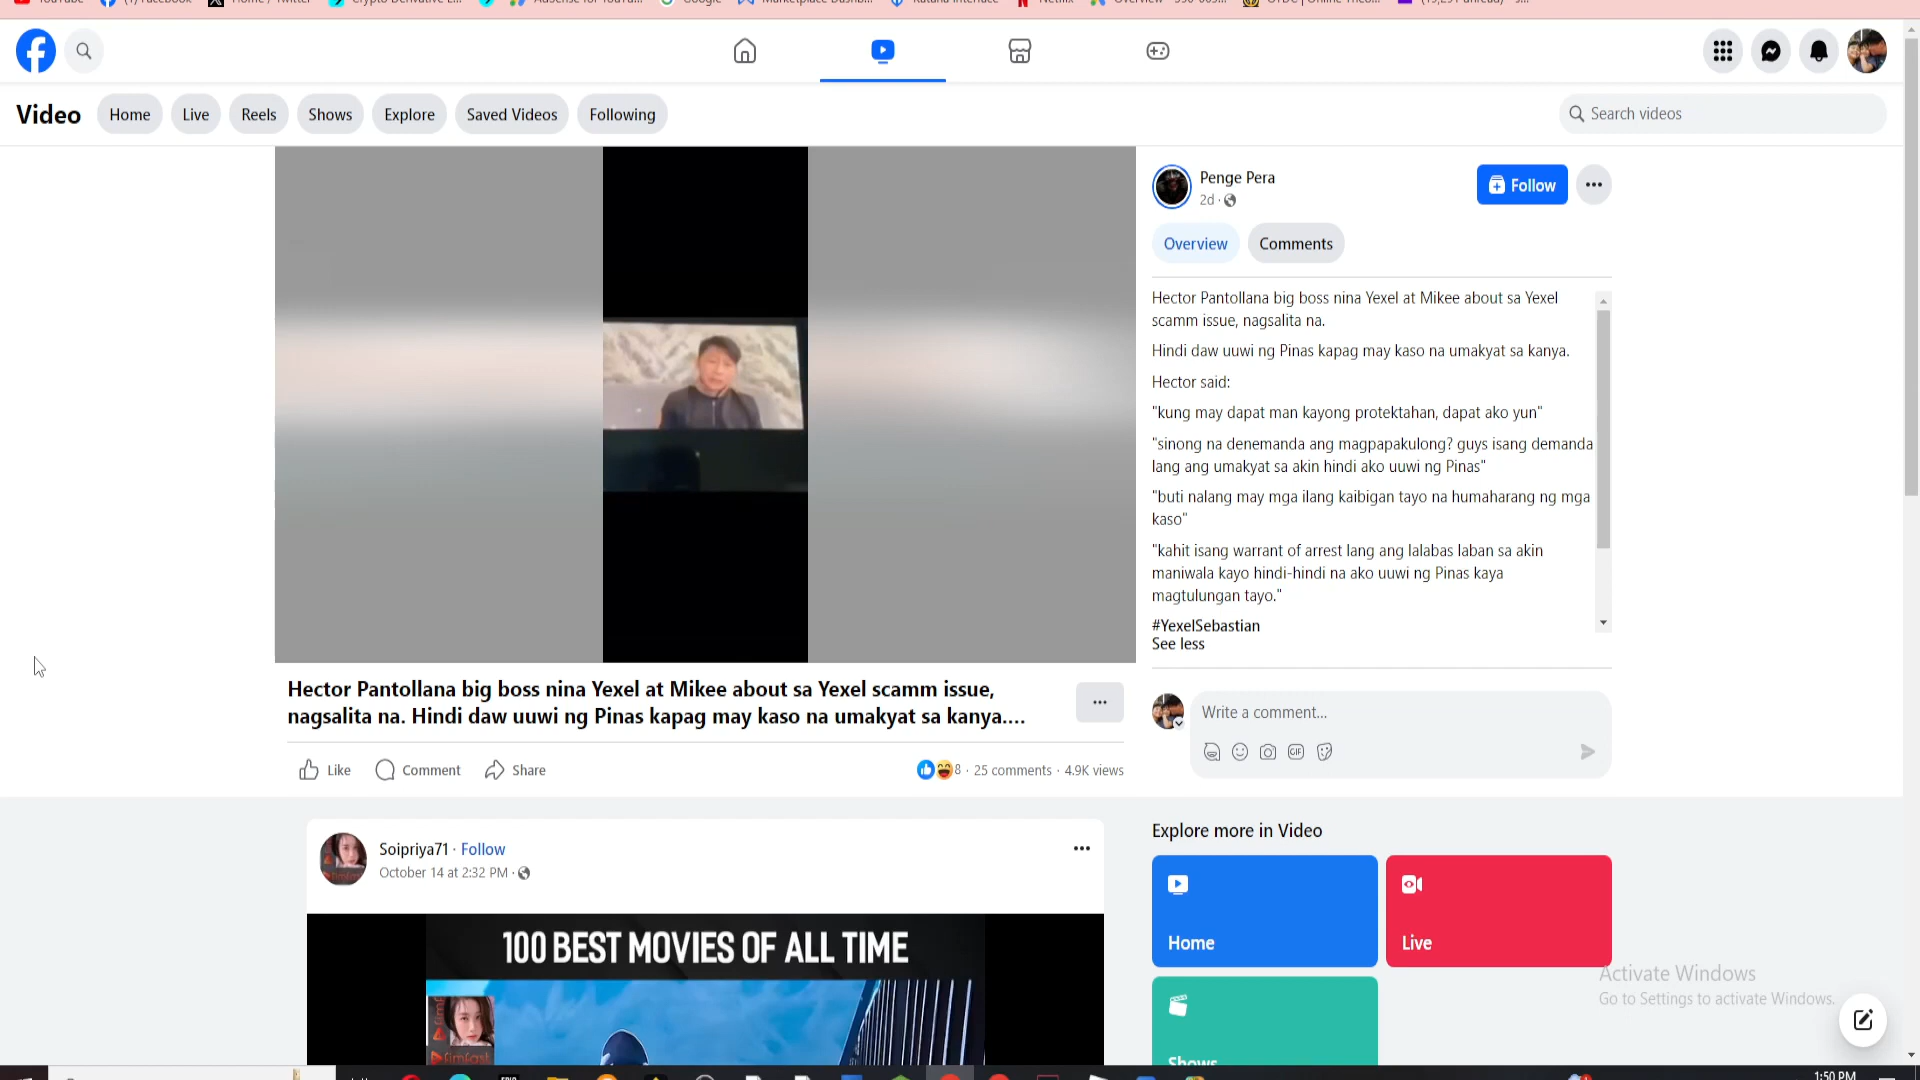 Video
Home
Live
Reels
Shows
Explore
Saved Videos
Following
Search videos
Penge Pera
2d ·
Follow
Overview
Comments
Hector Pantollana big boss nina Yexel at Mikee about sa Yexel
scamm issue, nagsalita na.
Hindi daw uuwi ng Pinas kapag may kaso na umakyat sa kanya.
Hector said:
"kung may dapat man kayong protektahan, dapat ako yun"
"sinong na denemanda ang magpapakulong? guys isang demanda
lang ang umakyat sa akin hindi ako uuwi ng Pinas"
"buti nalang may mga ilang kaibigan tayo na humaharang ng mga
kaso"
"kahit isang warrant of arrest lang ang lalabas laban sa akin
maniwala kayo hindi-hindi na ako uuwi ng Pinas kaya
magtulungan tayo."
#YexelSebastian
See less
Write a comment...
GIF
Hector Pantollana big boss nina Yexel at Mikee about sa Yexel scamm issue,
nagsalita na. Hindi daw uuwi ng Pinas kapag may kaso na umakyat sa kanya....
Like
Comment
Share
8 · 25 comments · 4.9K views
Soipriya71 · Follow
October 14 at 2:32 PM ·
100 BEST MOVIES OF ALL TIME
Explore more in Video
Home
Live
Shows
Activate Windows
Go to Settings to activate Windows.
1:50 PM